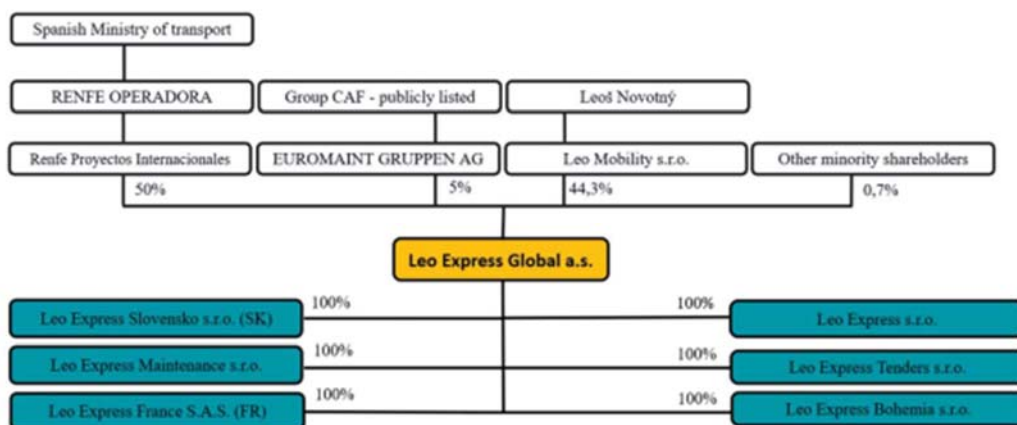 Spanish Ministry of transport
RENFE OPERADORA
Group CAF - publicly listed
Leoš Novotný
Renfe Proyectos Internacionales
EUROMAINT GRUPPEN AG
Leo Mobility s.r.o.
Other minority shareholders
50%
5%
44,3%
0,7%
Leo Express Global a.s.
100%
100%
Leo Express Slovensko s.r.o. (SK)
Leo Express s.r.o.
100%
100%
Leo Express Maintenance s.r.o.
Leo Express Tenders s.r.o.
100%
100%
Leo Express France S.A.S. (FR)
Leo Express Bohemia s.r.o.